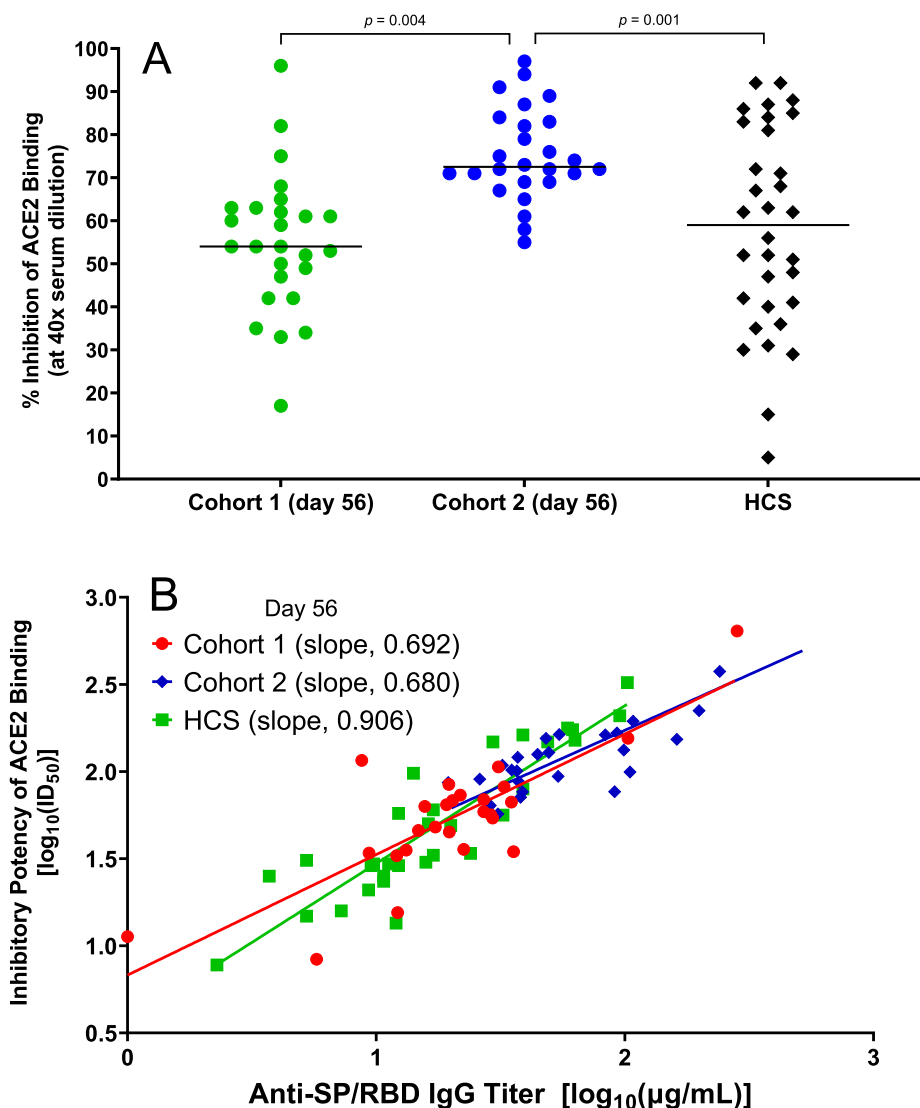 p = 0.004
p = 0.001
A
100
90
80
70
60
50
40
30
20
10
0
% Inhibition of ACE2 Binding
(at 40x serum dilution)
Cohort 1 (day 56)
Cohort 2 (day 56)
HCS
B
Day 56
Cohort 1 (slope, 0.692)
Cohort 2 (slope, 0.680)
HCS (slope, 0.906)
3.0
2.5
2.0
1.5
1.0
0.5
Inhibitory Potency of ACE2 Binding
[log10(ID50)]
0
1
2
3
Anti-SP/RBD IgG Titer [log10(µg/mL)]